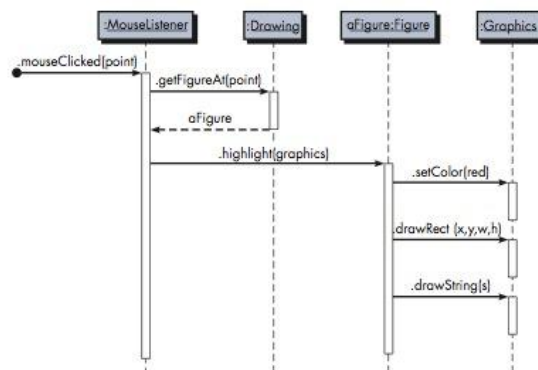 :MouseListener
:Drawing
aFigure:Figure
:Graphics
.mouseClicked(point)
.getFigureAt(point)
aFigure
.highlight(graphics)
.setColor(red)
.drawRect (x,y,w,h)
.drawString(s)